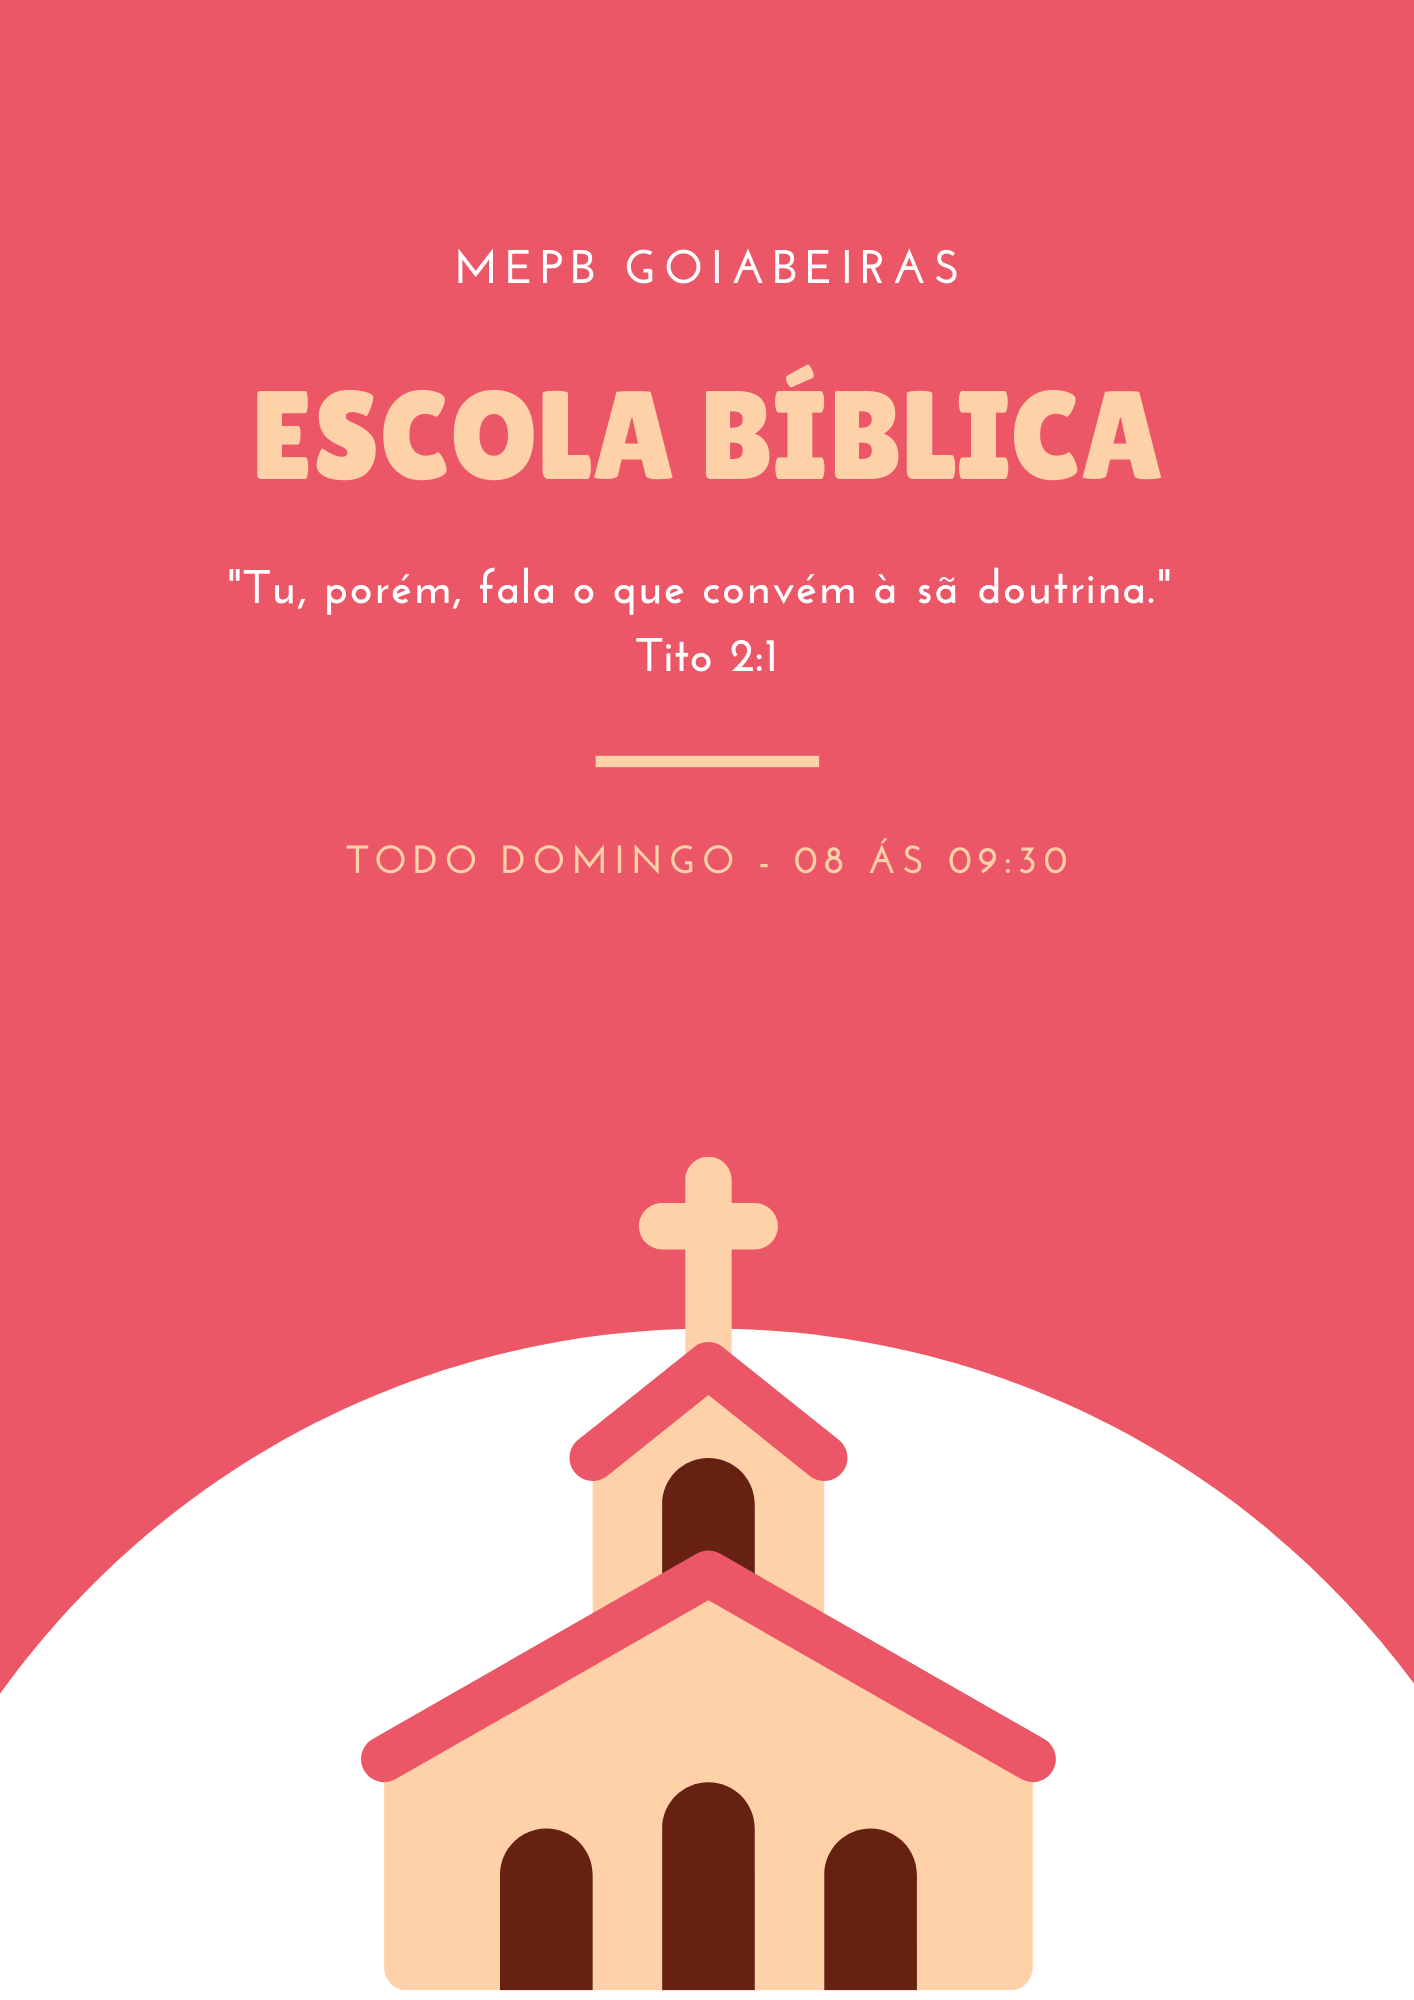 MEPB GOIABEIRAS
ESCOLA BÍBLICA
"Tu, porém, fala o que convém à sã doutrina."
Tito 2:1
TODO DOMINGO - 08 ÁS 09:30